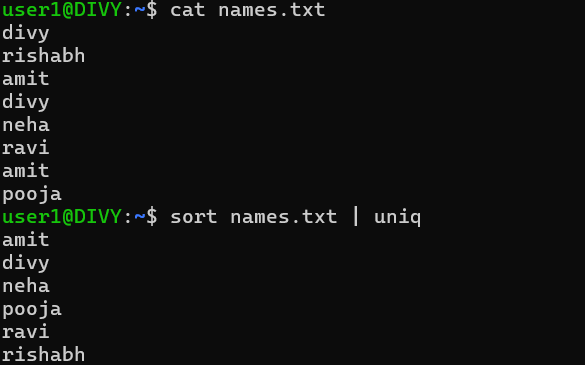 user1@DIVY:~$ cat names.txt
divy
rishabh
amit
divy
neha
ravi
amit
pooja
user1@DIVY:~$ sort names.txt | uniq
amit
divy
neha
pooja
ravi
rishabh